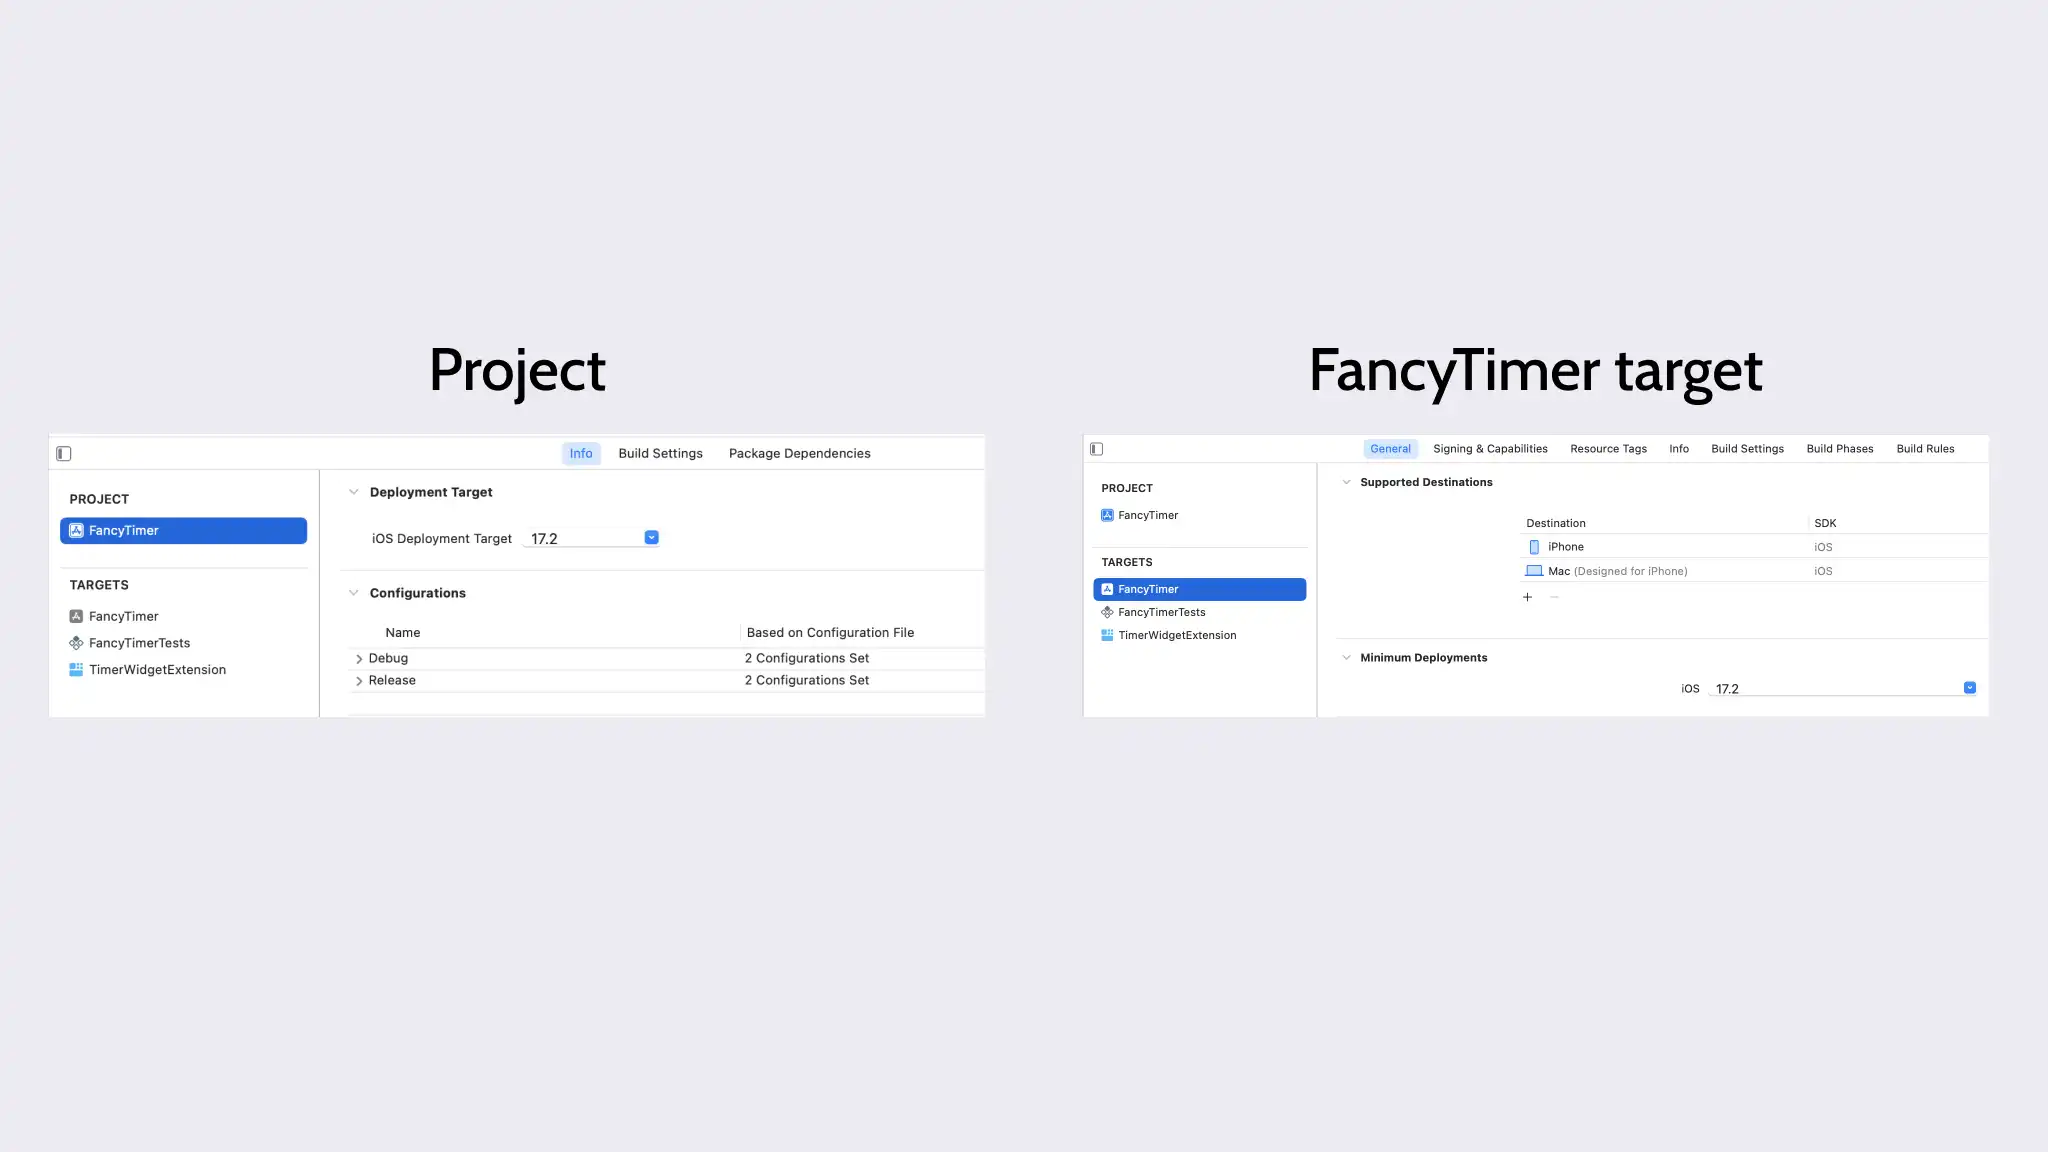 Project
Info Build Settings Package Dependencies
PROJECT
FancyTimer
TARGETS
FancyTimer
FancyTimerTests
TimerWidgetExtension
Deployment Target
iOS Deployment Target 17.2
Configurations
Name Based on Configuration File
Debug 2 Configurations Set
Release 2 Configurations Set
FancyTimer target
General Signing & Capabilities Resource Tags Info Build Settings Build Phases Build Rules
PROJECT
FancyTimer
TARGETS
FancyTimer
FancyTimerTests
TimerWidgetExtension
Supported Destinations
Destination SDK
iPhone iOS
Mac (Designed for iPhone) iOS
Minimum Deployments
iOS 17.2